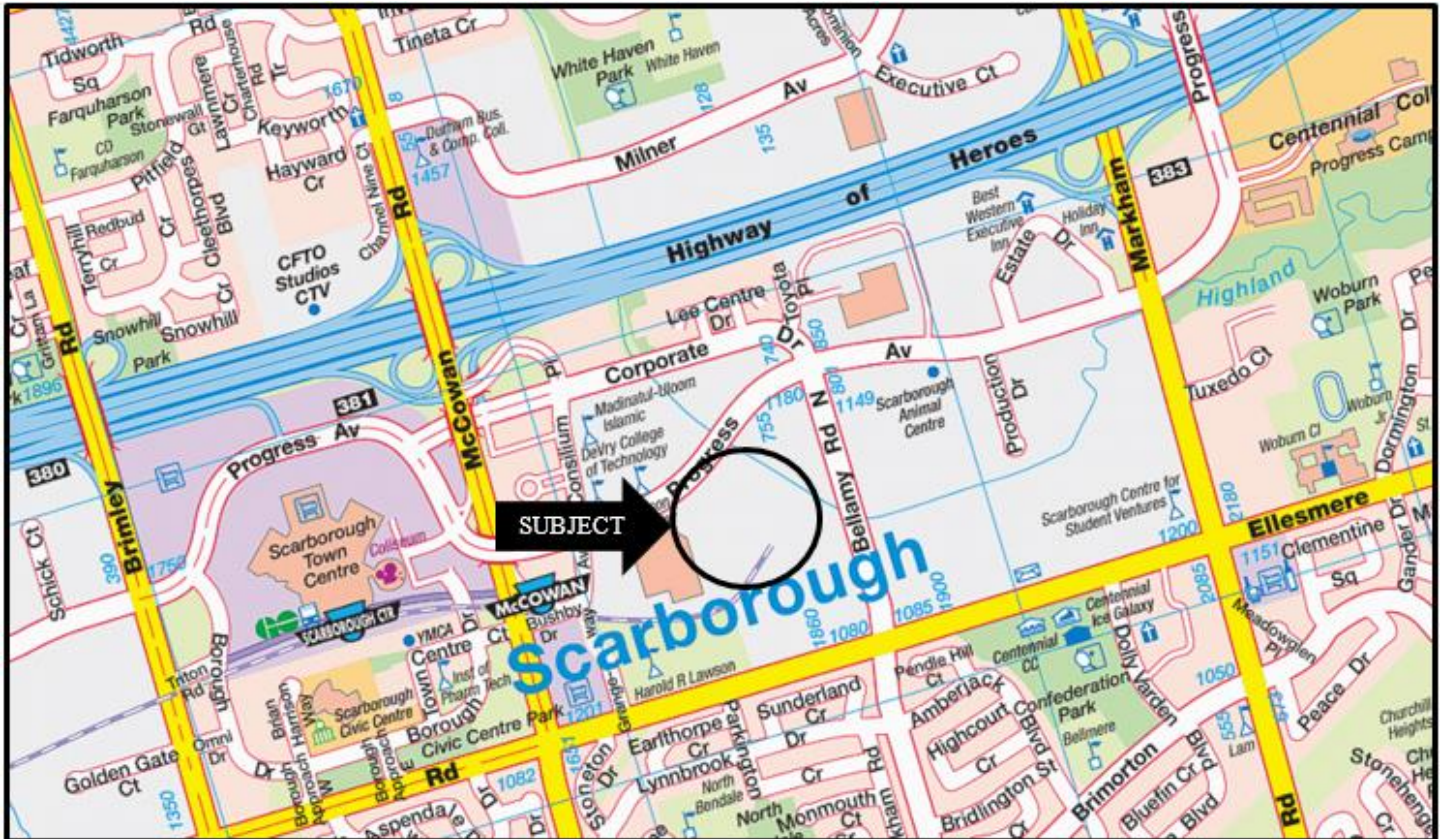 4427
Rd
Tidworth
Sq
Farquharson
Park
CD
Farquharson
Stonewall
Gt
Lawnmere
Cr
Charterhouse
Rd
Tr
1670
Keyworth
Hayward
Cr
Pitfield
Redbud
Cr
Terryhill
Cr
Cleethorpes
Blvd
Snowhill
Snowhill
Cr
Park
CFTO
Studios
CTV
Channel Nine Ct
Rd
8
55
Durham Bus.
& Comp. Coll.
1457
Tineta Cr
White Haven
Park
White Haven
128
Milner
Av
135
Executive Ct
Highway
of
Heroes
Progress
Markham
383
Centennial Coll
Progress Camp
Best
Western
Executive
Inn
Holiday
Inn
Estate
Dr
Highland
Woburn
Park
Tuxedo Ct
Woburn
Jr
Woburn CI
Dormington
Dr
Lee Centre
Dr
Toyota
Pl
Corporate
Dr
740
850
Av
801
1180
1149
755
Scarborough
Animal
Centre
Production
Dr
Bellamy
Rd
N
Madinatul-Uloom
Islamic
DeVry College
of Technology
Consilium
Pl
Progress
SUBJECT
McCowan
381
Progress Av
380
Rd
1896
Brimley
390
1750
Schick Ct
Scarborough
Town
Centre
Coliseum
SCARBOROUGH CTR
McCOWAN
Bushby
Dr
YMCA
Town
Centre
Ct
Dr
Inst of
Pharm Tech
Triton
Rd
Borough
Dr
Brian
Harrison
Way
Scarborough
Civic Centre
Borough
Approach W
Borough
Approach E
Borough
Civic Centre Park
1201
Golden Gate
Ct
Omni
Dr
1350
Rd
1082
Aspendale
Dr
1681
Stoneton
Dr
Scarborough
Harold R Lawson
Earlthorpe
Cr
Parkington
Lynnbrook
Cr
Dr
North
Bendale
North
Sunderland
Cr
Monmouth
Ct
Rd
1860
1080
1085
1900
Pendle Hill
Ct
Amberjack
Highcourt
Cr
Blvd
Bridlington St
Cr
Scarborough Centre for
Student Ventures
1200
2180
Ellesmere
2085
1151
Clementine
Sq
Gander Dr
Centennial
CC
Centennial
Ice Galaxy
Confederation
Park
Bellmere
Dolly Varden
Blvd
Brimorton
1050
Meadowglen
Pl
Peace Dr
555
Lam
Bluefin Cr
Blvd
Rd
Churchill
Heights
Stonehenge
Cr